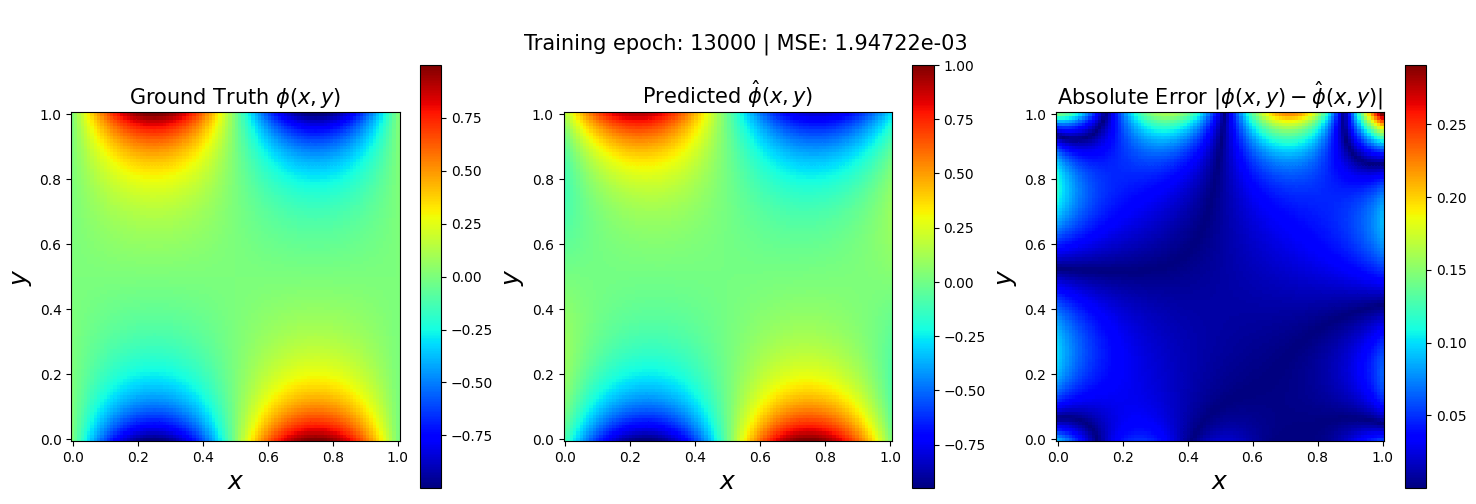 Training epoch: 13000 | MSE: 1.94722e-03
Ground Truth ϕ(x, y)
1.0
0.8
0.6
0.4
0.2
0.0
y
0.0 0.2 0.4 0.6 0.8 1.0
x
0.75
0.50
0.25
0.00
−0.25
−0.50
−0.75
Predicted ϕ̂(x, y)
1.0
0.8
0.6
0.4
0.2
0.0
y
0.0 0.2 0.4 0.6 0.8 1.0
x
1.00
0.75
0.50
0.25
0.00
−0.25
−0.50
−0.75
Absolute Error |ϕ(x, y) − ϕ̂(x, y)|
1.0
0.8
0.6
0.4
0.2
0.0
y
0.0 0.2 0.4 0.6 0.8 1.0
x
0.25
0.20
0.15
0.10
0.05